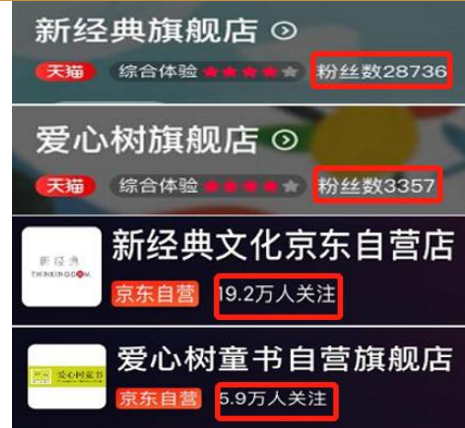 新经典旗舰店
天猫 综合体验 粉丝数28736
爱心树旗舰店
天猫 综合体验 粉丝数3357
新经典文化京东自营店
新经典
THINKINGDOM
京东自营 19.2万人关注
爱心树童书自营旗舰店
爱心树童书
京东自营 5.9万人关注